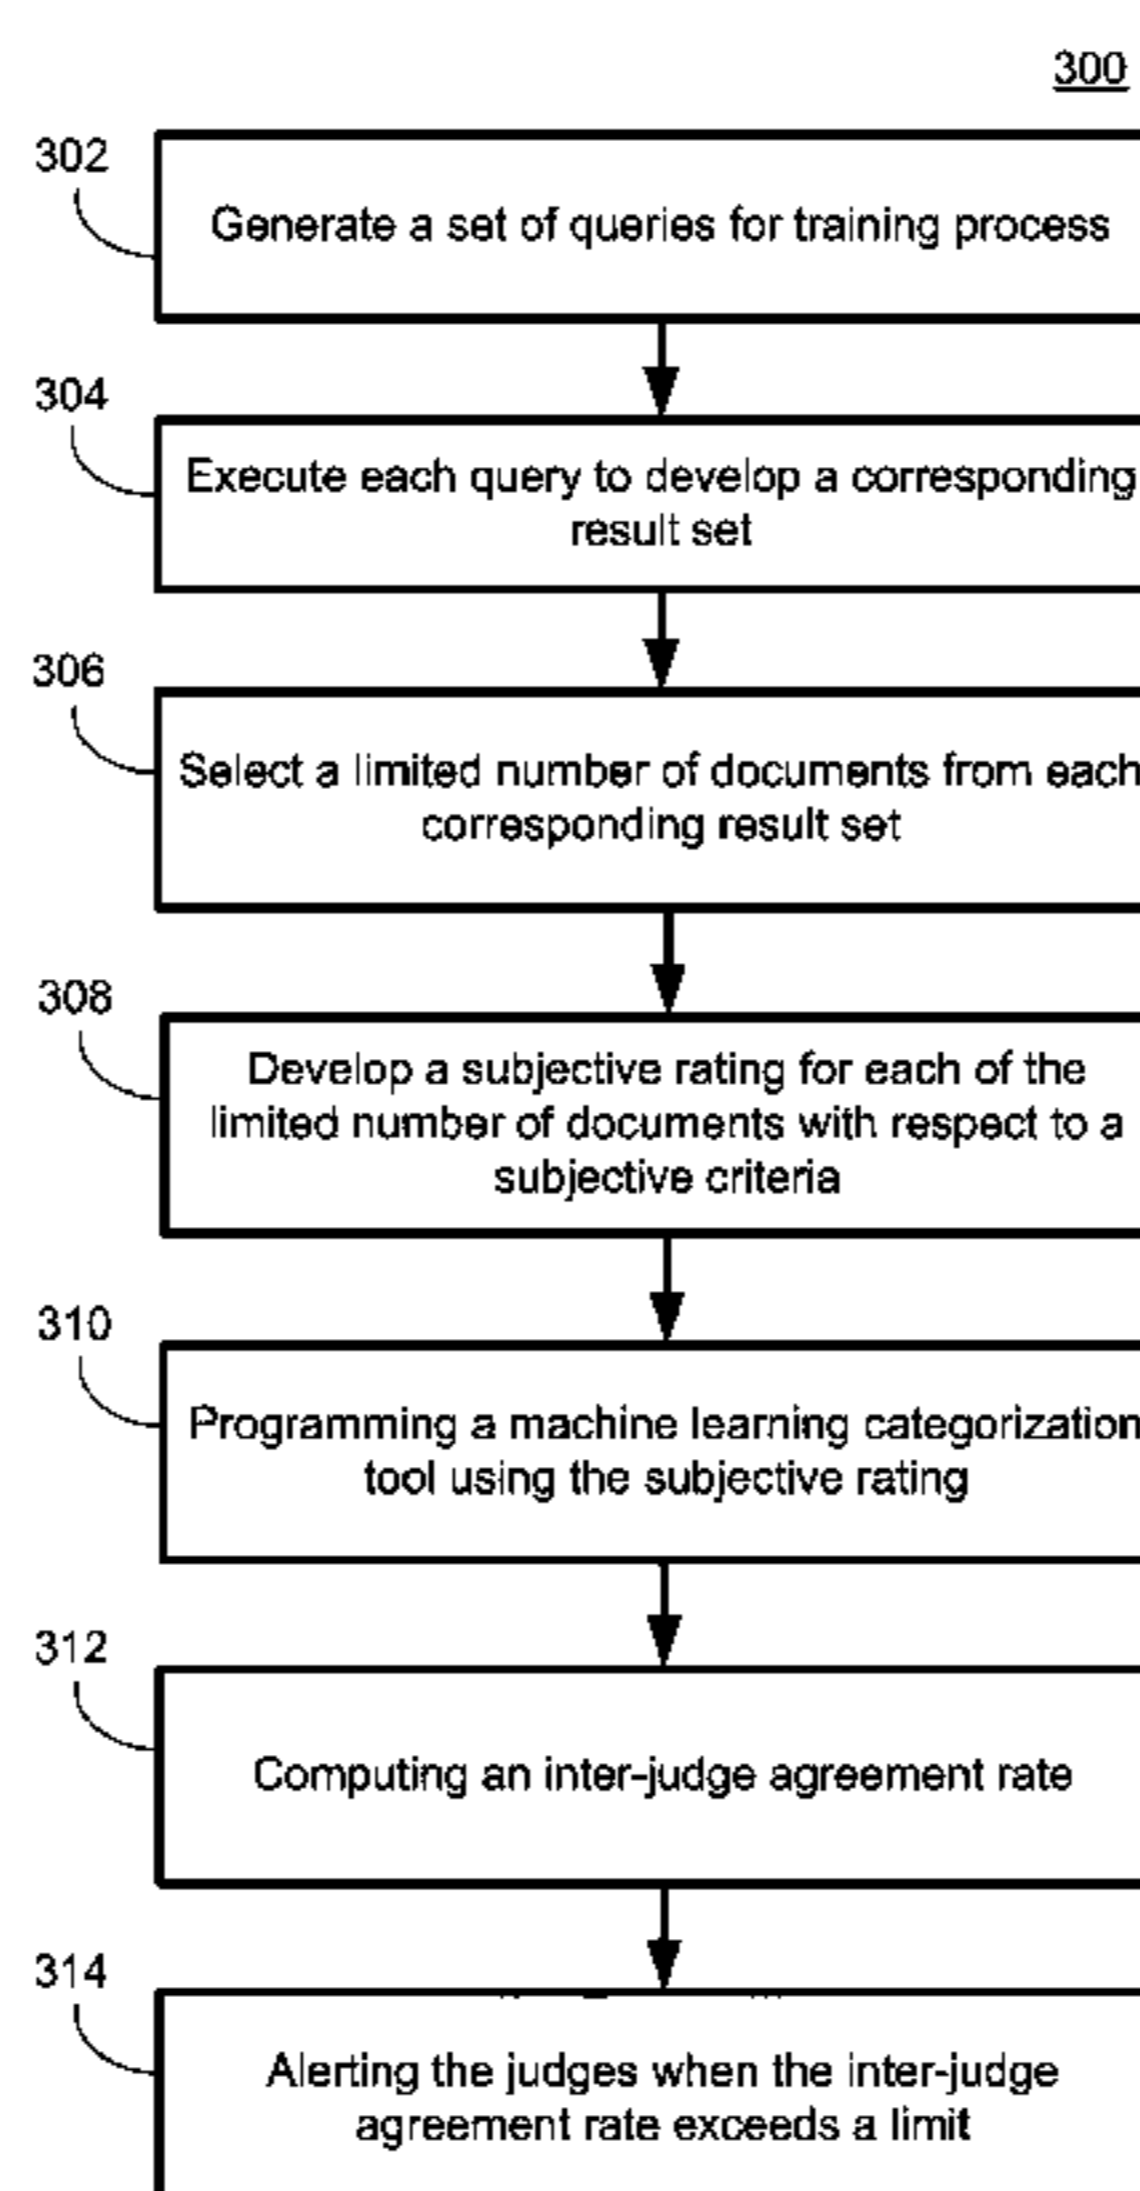 300
302
Generate a set of queries for training process
304
Execute each query to develop a corresponding
result set
306
Select a limited number of documents from each
corresponding result set
308
Develop a subjective rating for each of the
limited number of documents with respect to a
subjective criteria
310
Programming a machine learning categorization
tool using the subjective rating
312
Computing an inter-judge agreement rate
314
Alerting the judges when the inter-judge
agreement rate exceeds a limit